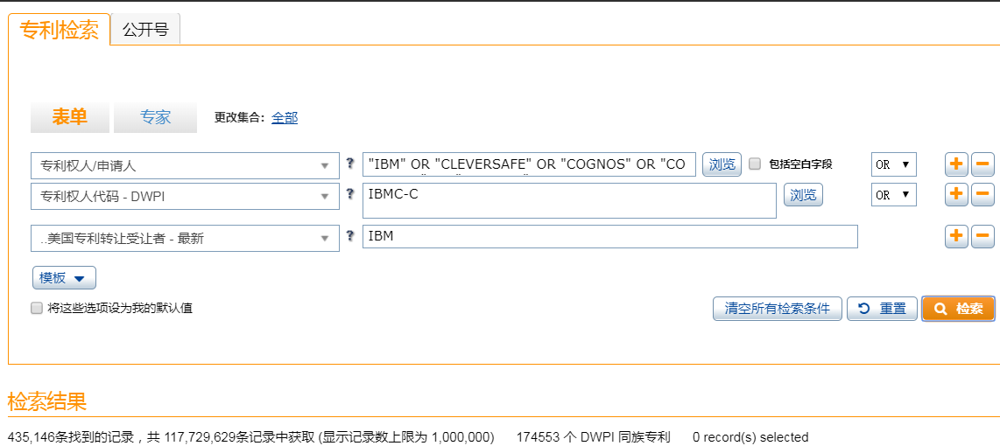 专利检索 公开号
表单 专家 更改集合: 全部
专利权人/申请人 ? "IBM" OR "CLEVERSAFE" OR "COGNOS" OR "CO 浏览 包括空白字段 OR
专利权人代码 - DWPI ? IBMC-C 浏览 OR
..美国专利转让受让者 - 最新 ? IBM
模板
将这些选项设为我的默认值 清空所有检索条件 重置 检索
检索结果
435,146条找到的记录,共 117,729,629条记录中获取 (显示记录数上限为 1,000,000) 174553 个 DWPI 同族专利 0 record(s) selected